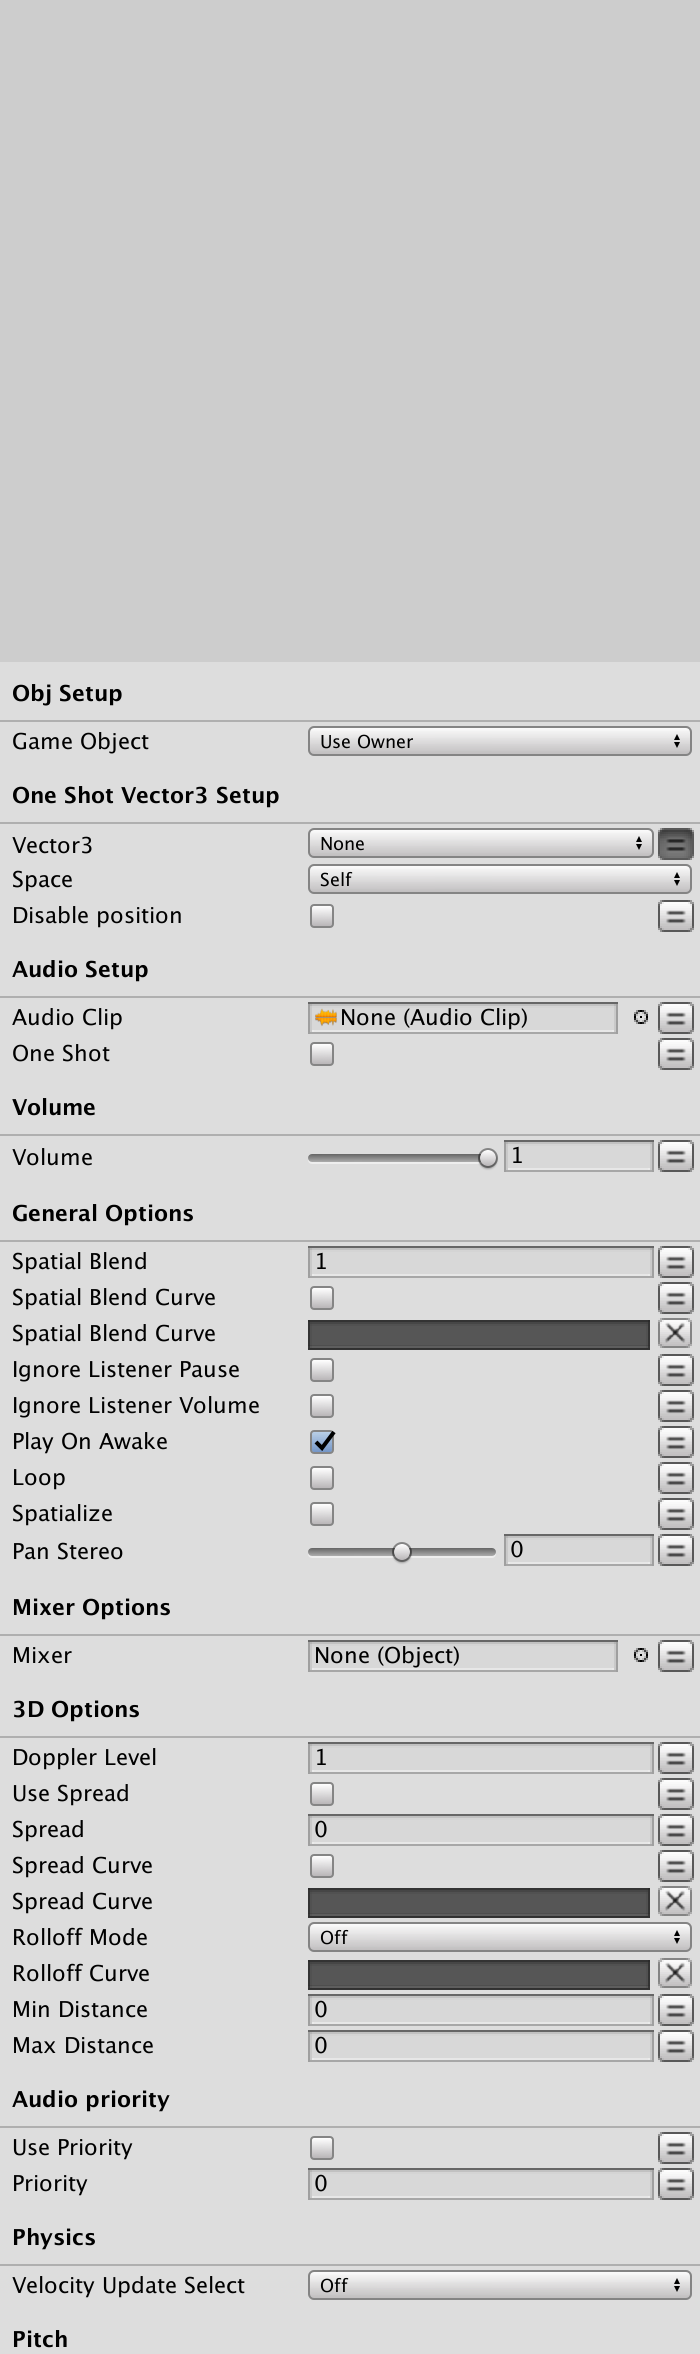 Obj Setup
Game Object Use Owner
One Shot Vector3 Setup
Vector3 None
Space Self
Disable position
Audio Setup
Audio Clip None (Audio Clip)
One Shot
Volume
Volume 1
General Options
Spatial Blend 1
Spatial Blend Curve
Spatial Blend Curve
Ignore Listener Pause
Ignore Listener Volume
Play On Awake
Loop
Spatialize
Pan Stereo 0
Mixer Options
Mixer None (Object)
3D Options
Doppler Level 1
Use Spread
Spread 0
Spread Curve
Spread Curve
Rolloff Mode Off
Rolloff Curve
Min Distance 0
Max Distance 0
Audio priority
Use Priority
Priority 0
Physics
Velocity Update Select Off
Pitch